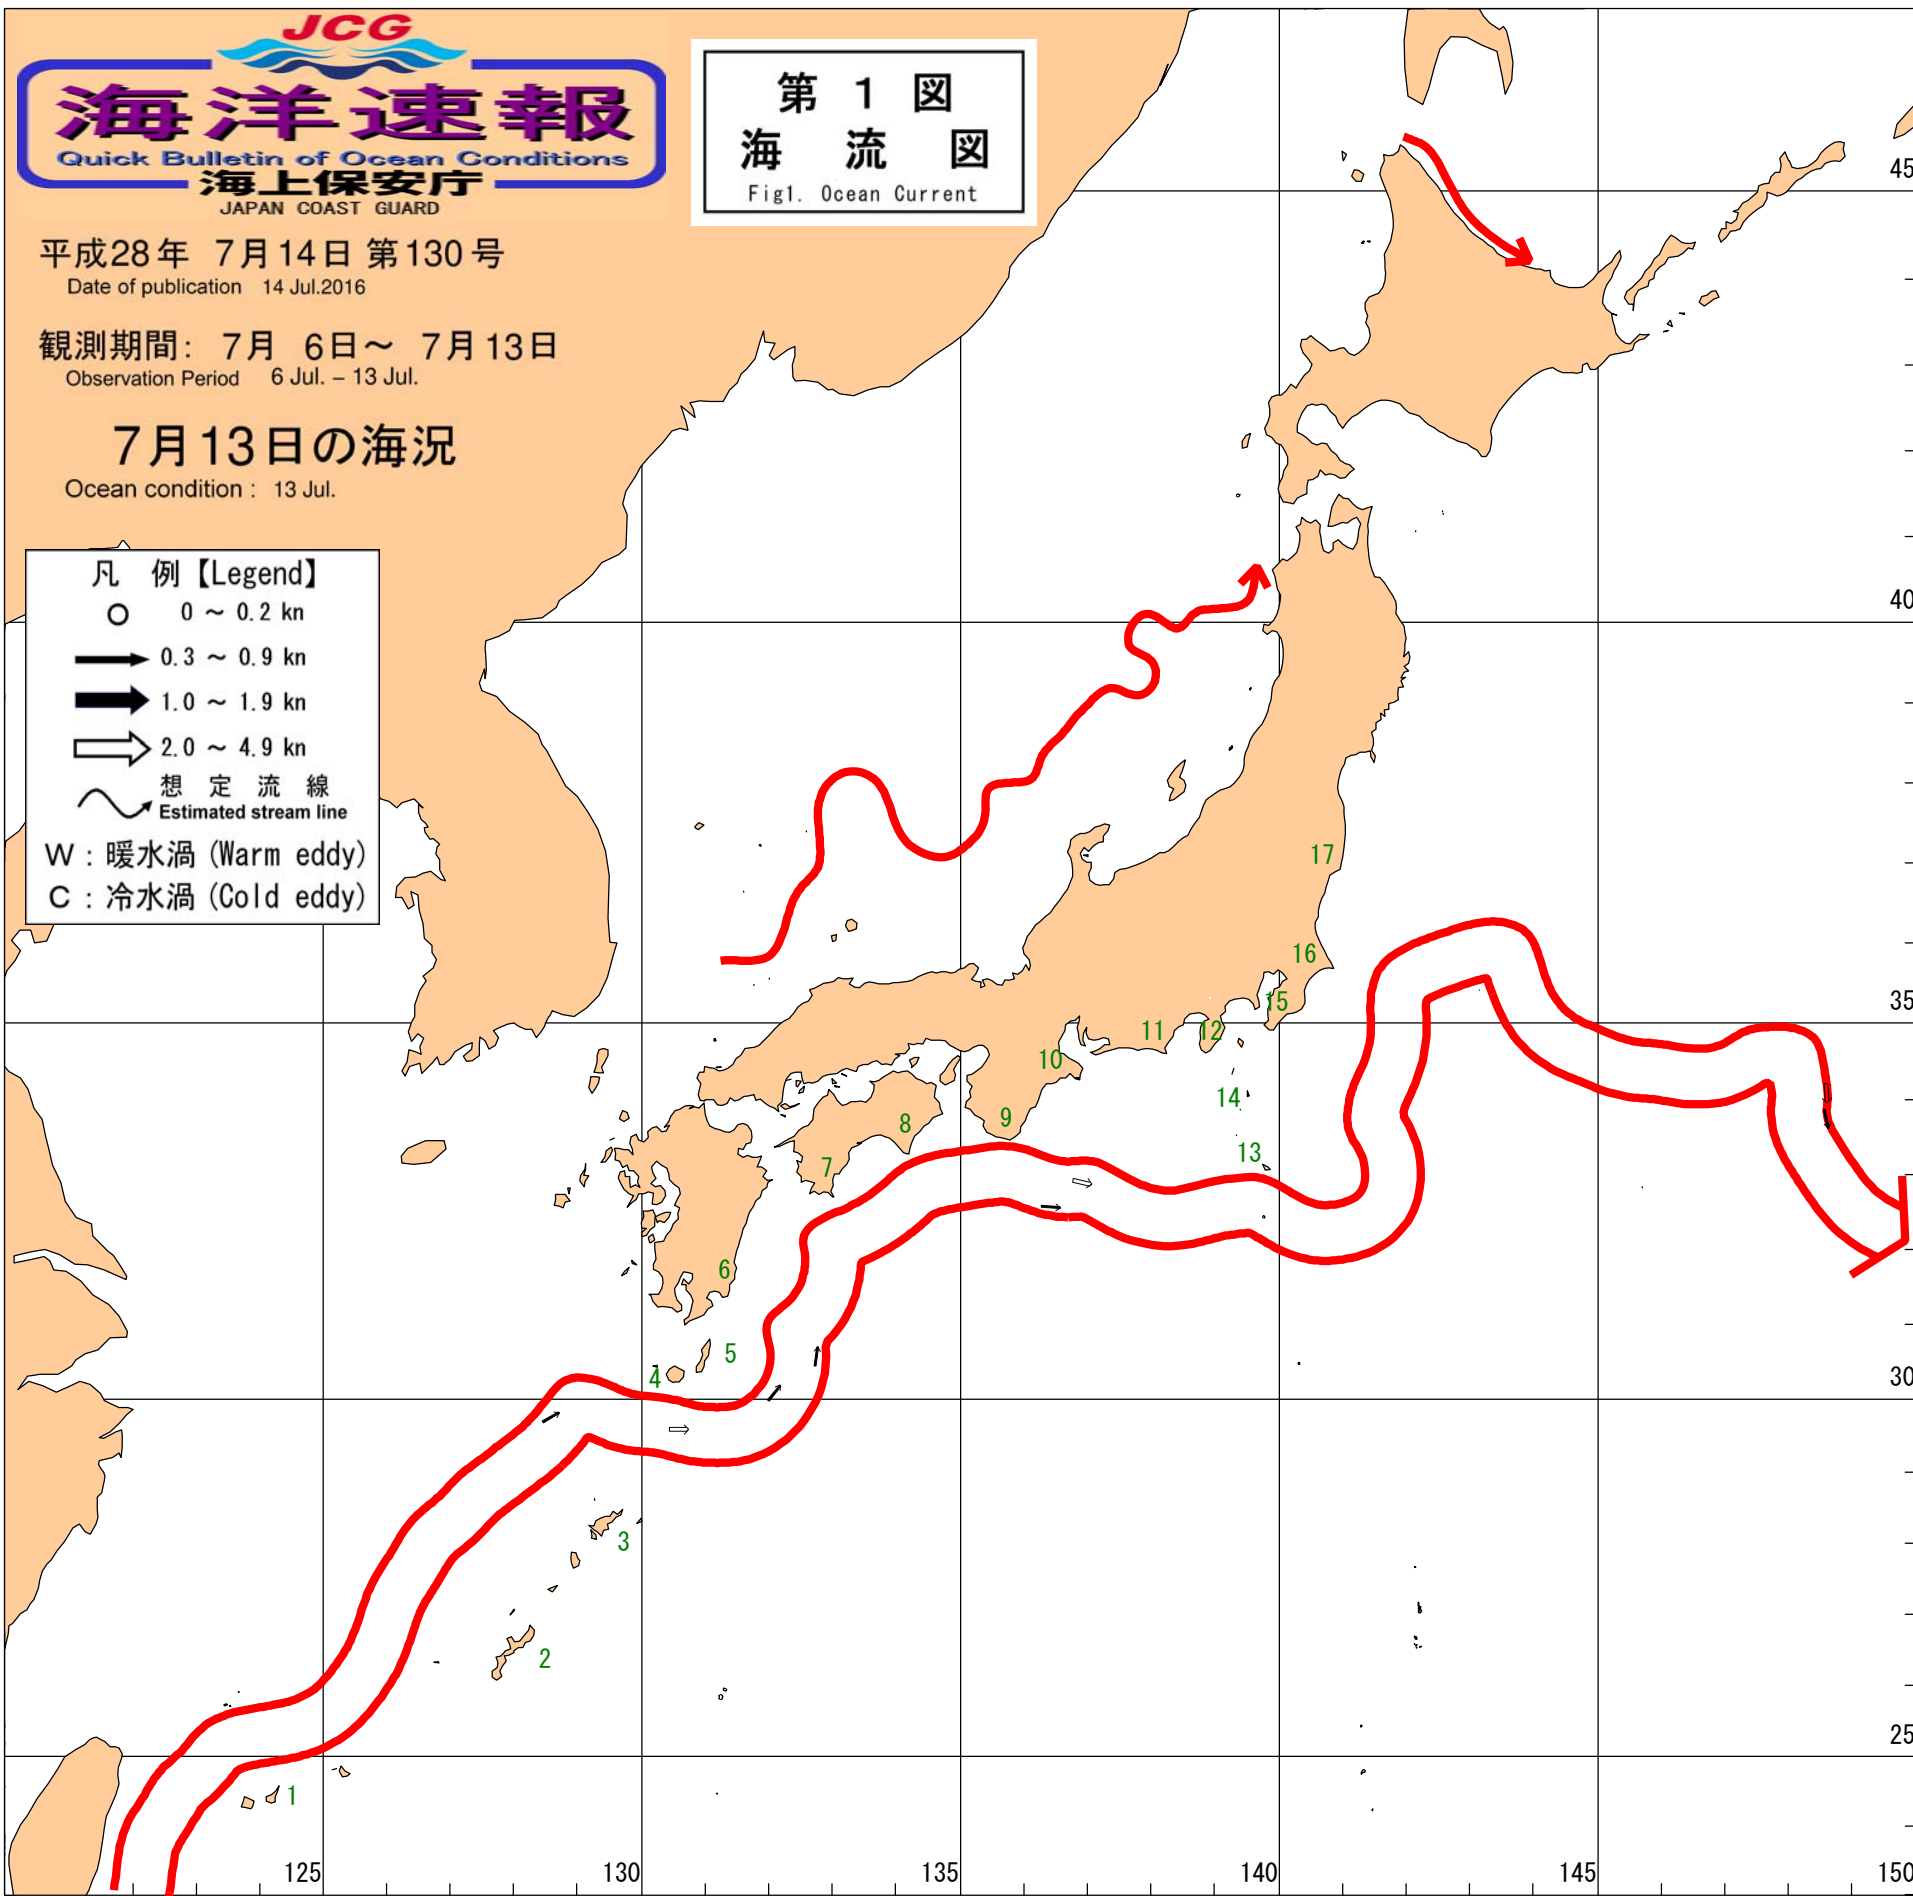 JCG
海洋速報
Quick Bulletin of Ocean Conditions
海上保安庁
JAPAN COAST GUARD
第 1 図
海 流 図
Fig1. Ocean Current
平成28年 7月14日 第130号
Date of publication 14 Jul.2016
観測期間: 7月 6日～ 7月13日
Observation Period 6 Jul. – 13 Jul.
7月13日の海況
Ocean condition : 13 Jul.
凡 例【Legend】
0 ～ 0.2 kn
0.3 ～ 0.9 kn
1.0 ～ 1.9 kn
2.0 ～ 4.9 kn
想 定 流 線
Estimated stream line
W : 暖水渦 (Warm eddy)
C : 冷水渦 (Cold eddy)
45
40
35
30
25
17
16
15
12
11
10
14
9
8
13
7
6
5
4
3
2
1
125
130
135
140
145
150